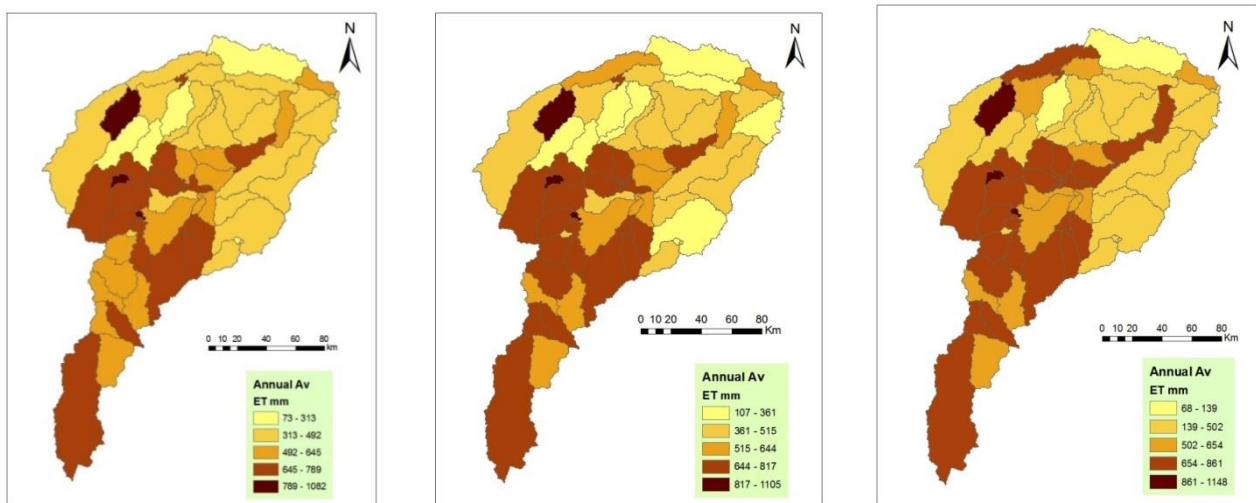 N
0 10 20 40 60 80
km
Annual Av
ET mm
73 - 313
313 - 492
492 - 645
645 - 789
789 - 1082
N
0 10 20 40 60 80
Km
Annual Av
ET mm
107 - 361
361 - 515
515 - 644
644 - 817
817 - 1105
N
0 10 20 40 60 80
Km
Annual Av
ET mm
68 - 139
139 - 502
502 - 654
654 - 861
861 - 1148